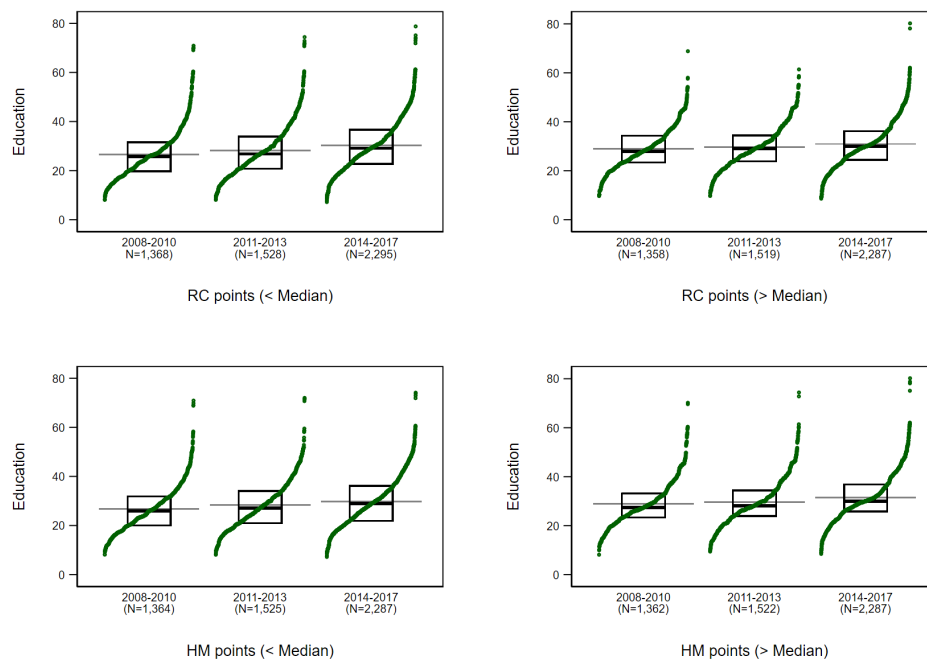 80
60
40
20
0
Education
2008-2010
N=1,368)
2011-2013
(N=1,528)
2014-2017
(N=2,295)
RC points (< Median)
80
60
40
20
0
Education
2008-2010
(N=1,358)
2011-2013
(N=1,519)
2014-2017
(N=2,287)
RC points (> Median)
80
60
40
20
0
Education
2008-2010
(N=1,364)
2011-2013
(N=1,525)
2014-2017
(N=2,287)
HM points (< Median)
80
60
40
20
0
Education
2008-2010
(N=1,362)
2011-2013
(N=1,522)
2014-2017
(N=2,287)
HM points (> Median)